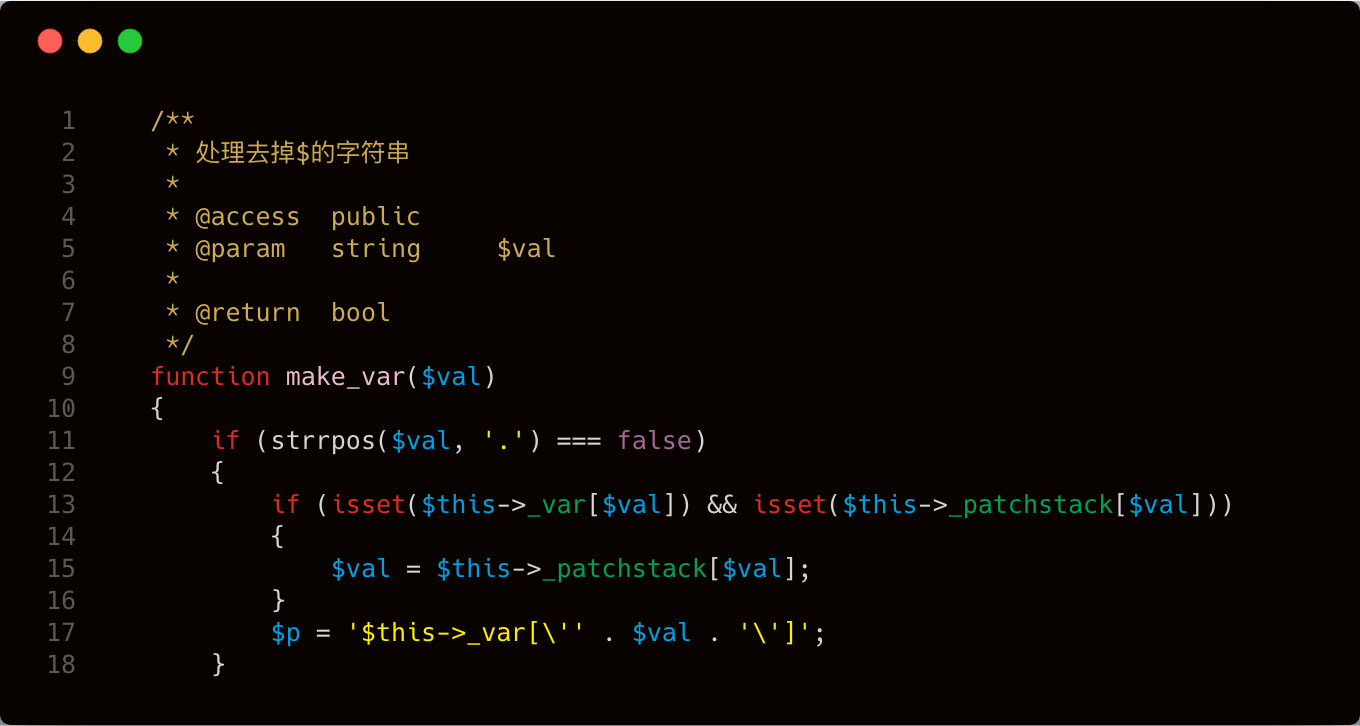 1 /**
2 * 处理去掉$的字符串
3 *
4 * @access public
5 * @param string $val
6 *
7 * @return bool
8 */
9 function make_var($val)
10 {
11 if (strrpos($val, '.') === false)
12 {
13 if (isset($this->_var[$val]) && isset($this->_patchstack[$val]))
14 {
15 $val = $this->_patchstack[$val];
16 }
17 $p = '$this->_var[\'' . $val . '\']';
18 }